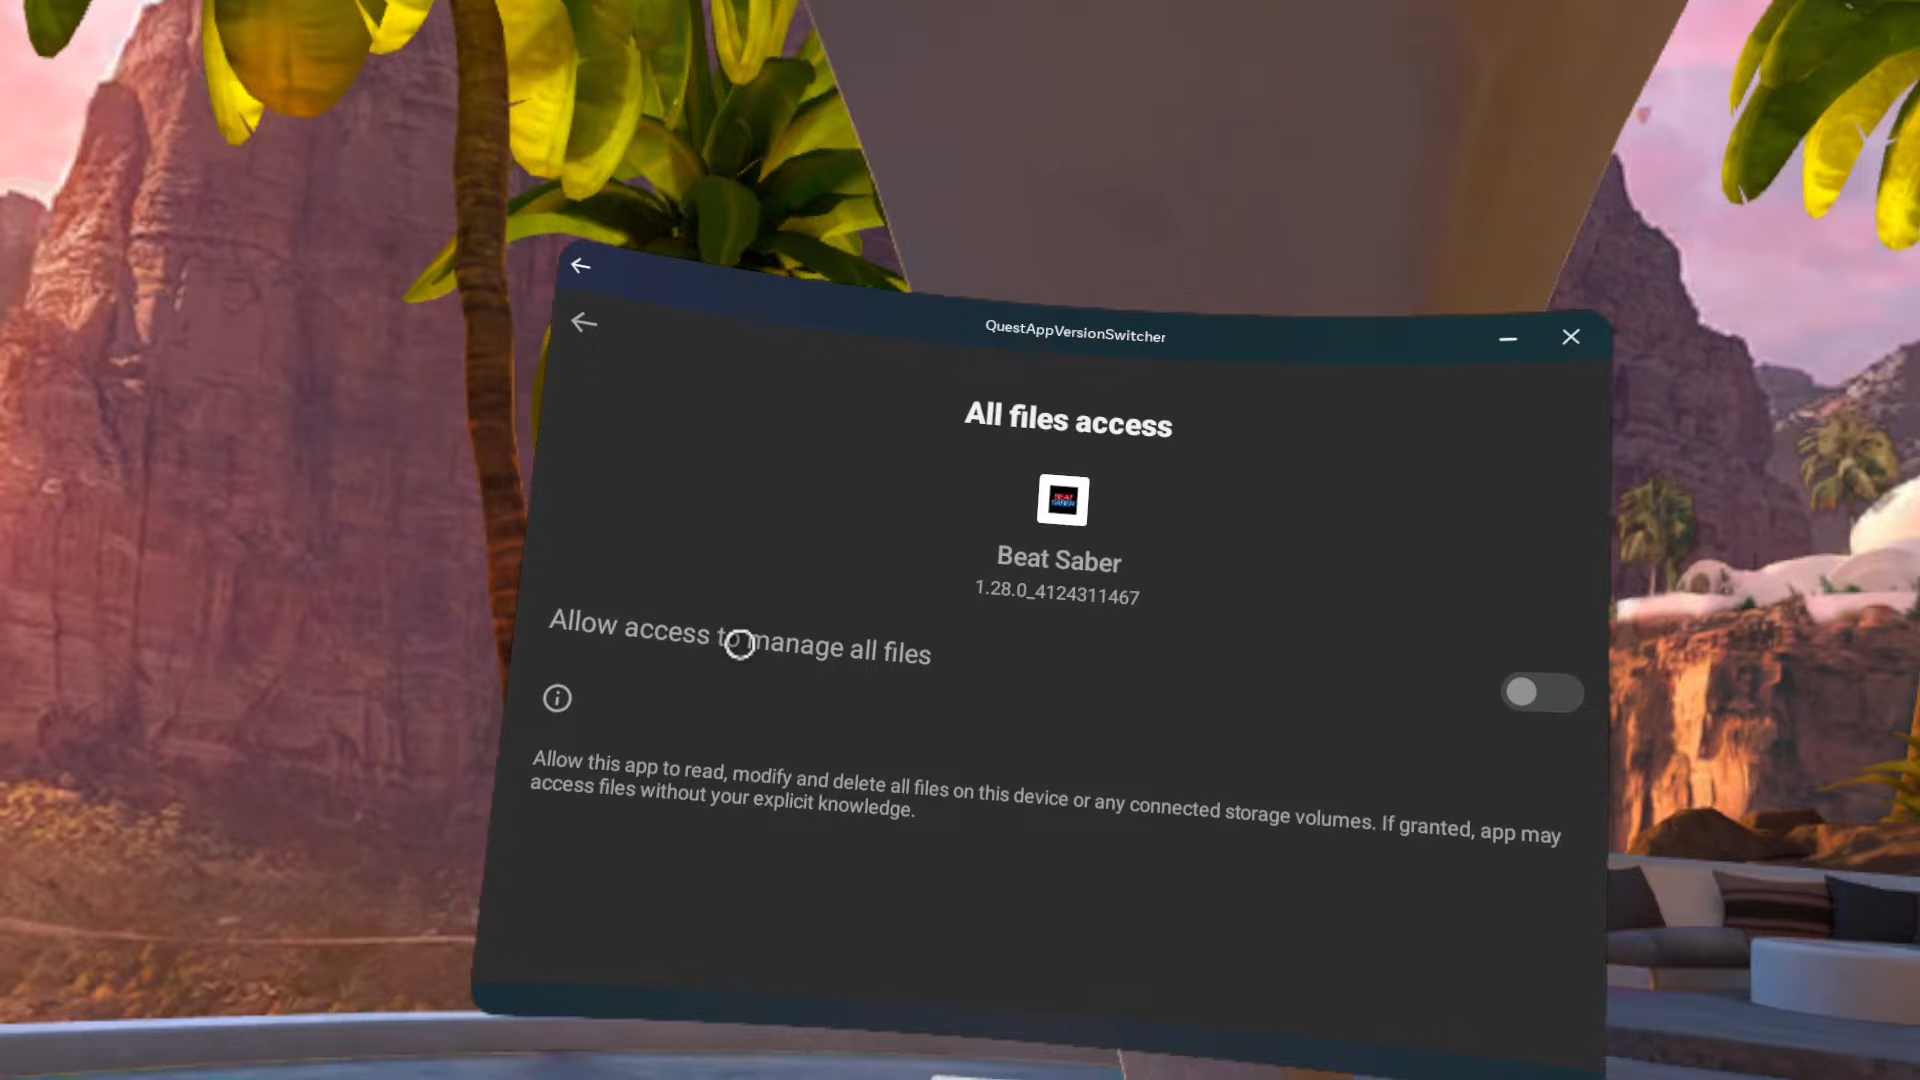 QuestAppVersionSwitcher
All files access
BEAT
SABER
Beat Saber
1.28.0_4124311467
Allow access to manage all files
Allow this app to read, modify and delete all files on this device or any connected storage volumes. If granted, app may
access files without your explicit knowledge.